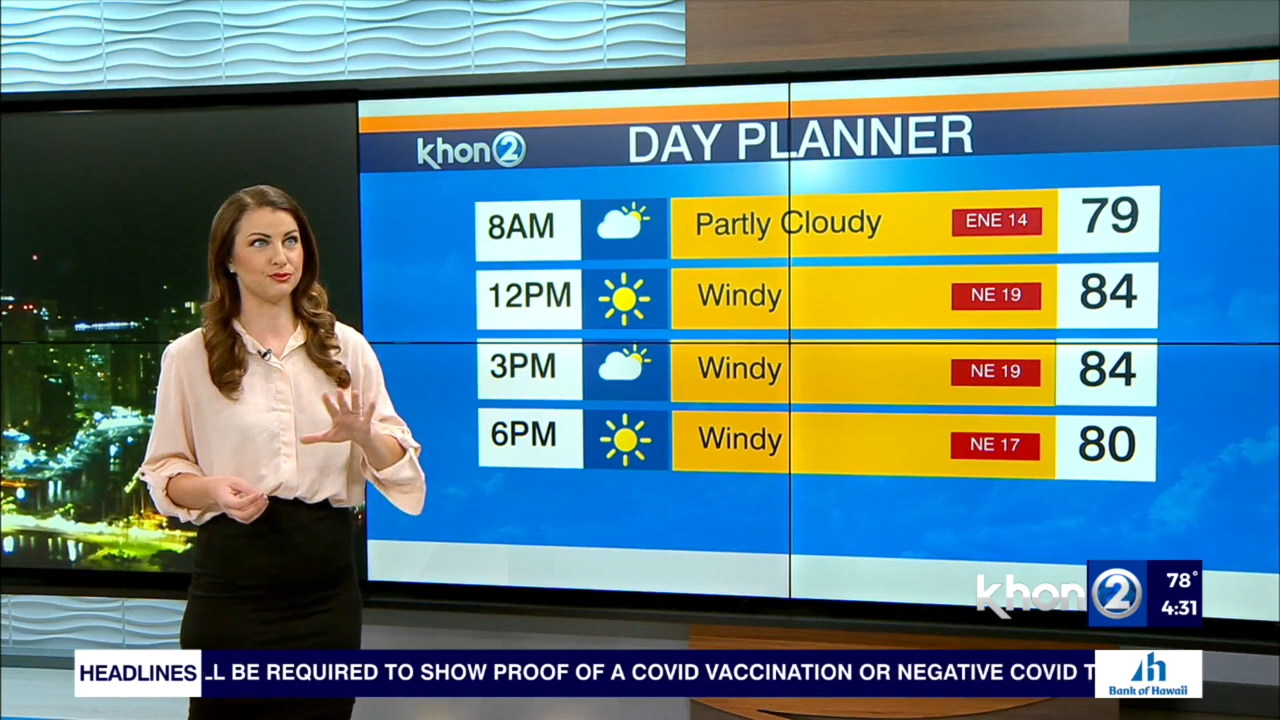 khon2 DAY PLANNER
8AM Partly Cloudy ENE 14 79
12PM Windy NE 19 84
3PM Windy NE 19 84
6PM Windy NE 17 80
khon 2 78°
4:31
HEADLINES LL BE REQUIRED TO SHOW PROOF OF A COVID VACCINATION OR NEGATIVE COVID T
Bank of Hawaii